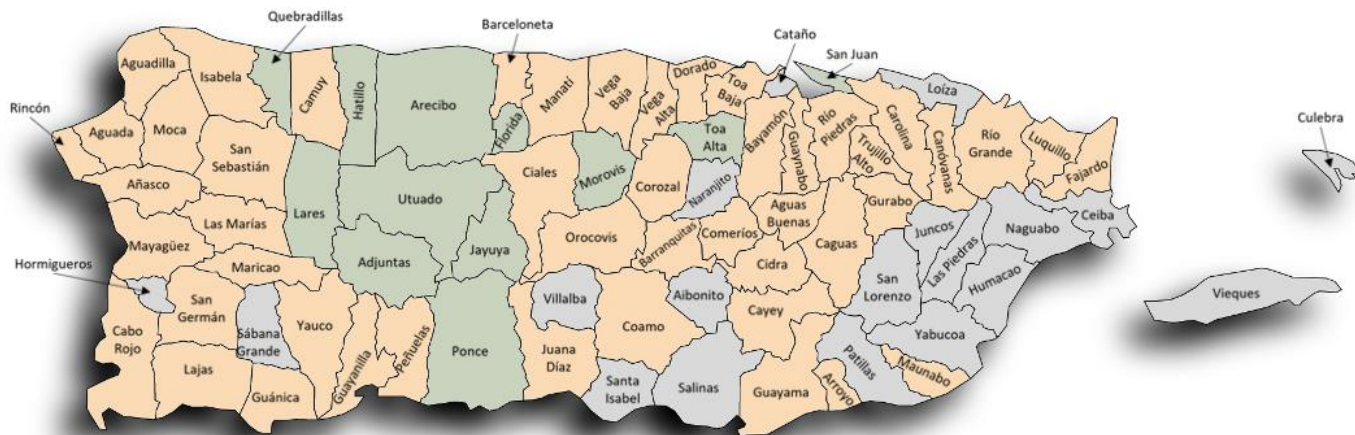 Quebradillas
Barceloneta
Cataño
San Juan
Aguadilla
Isabela
Camuy
Hatillo
Arecibo
Florida
Manatí
Vega
Baja
Vega
Alta
Dorado
Toa
Baja
Loíza
Culebra
Rincón
Aguada
Moca
San
Sebastián
Toa
Alta
Bayamón
Guaynabo
Río
Piedras
Trujillo
Alto
Carolina
Canóvanas
Río
Grande
Luquillo
Fajardo
Añasco
Lares
Utuado
Ciales
Morovis
Corozal
Naranjito
Aguas
Buenas
Gurabo
Ceiba
Las Marías
Mayagüez
Jayuya
Orocovis
Barranquitas
Comeríos
Caguas
Juncos
Las Piedras
Naguabo
Hormigueros
Maricao
Adjuntas
Cidra
San
Lorenzo
Humacao
Vieques
San
Germán
Sábana
Grande
Yauco
Villalba
Aibonito
Cabo
Rojo
Coamo
Cayey
Yabucoa
Lajas
Guánica
Guayanilla
Peñuelas
Ponce
Juana
Díaz
Santa
Isabel
Salinas
Guayama
Arroyo
Patillas
Maunabo